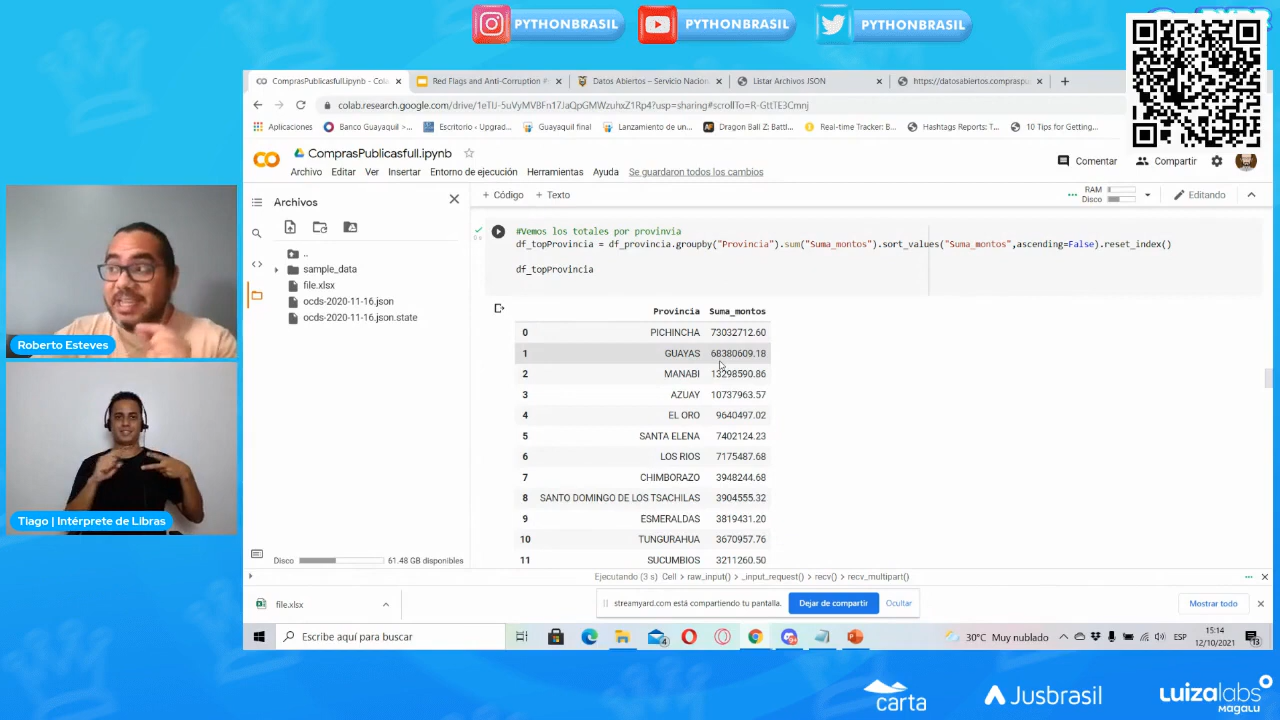 PYTHONBRASIL
PYTHONBRASIL
PYTHONBRASIL
ComprasPublicasfull.ipynb - Cola
Red Flags and Anti-Corruption #p
Datos Abiertos – Servicio Nacion
Listar Archivos JSON
https://datosabiertos.compraspu
colab.research.google.com/drive/1eTIJ-5uVyMVBFn17JaQpGMWzuhxZ1Rp4?usp=sharing#scrollTo=R-GttTE3Cmnj
Aplicaciones
Banco Guayaquil >...
Escritorio ‹ Upgrad...
Guayaquil final
Lanzamiento de un...
Dragon Ball Z: Battl...
Real-time Tracker: B...
Hashtags Reports: T...
10 Tips for Getting...
ComprasPublicasfull.ipynb
Comentar
Compartir
Archivo
Editar
Ver
Insertar
Entorno de ejecución
Herramientas
Ayuda
Se guardaron todos los cambios
Archivos
+ Código
+ Texto
RAM
Disco
Editando
..
sample_data
file.xlsx
ocds-2020-11-16.json
ocds-2020-11-16.json.state
#Vemos los totales por provinvia
df_topProvincia = df_provincia.groupby("Provincia").sum("Suma_montos").sort_values("Suma_montos",ascending=False).reset_index()
df_topProvincia
Provincia Suma_montos
0 PICHINCHA 73032712.60
1 GUAYAS 68380609.18
2 MANABI 13298590.86
3 AZUAY 10737963.57
4 EL ORO 9640497.02
5 SANTA ELENA 7402124.23
6 LOS RIOS 7175487.68
7 CHIMBORAZO 3948244.68
8 SANTO DOMINGO DE LOS TSACHILAS 3904555.32
9 ESMERALDAS 3819431.20
10 TUNGURAHUA 3670957.76
11 SUCUMBIOS 3211260.50
Roberto Esteves
Tiago | Intérprete de Libras
Disco
61.48 GB disponibles
Ejecutando (3 s) Cell > raw_input() > _input_request() > recv() > recv_multipart()
file.xlsx
streamyard.com está compartiendo tu pantalla.
Dejar de compartir
Ocultar
Mostrar todo
Escribe aquí para buscar
4
30°C Muy nublado
ESP
15:14
12/10/2021
13
carta
Jusbrasil
luizalabs
MAGALU